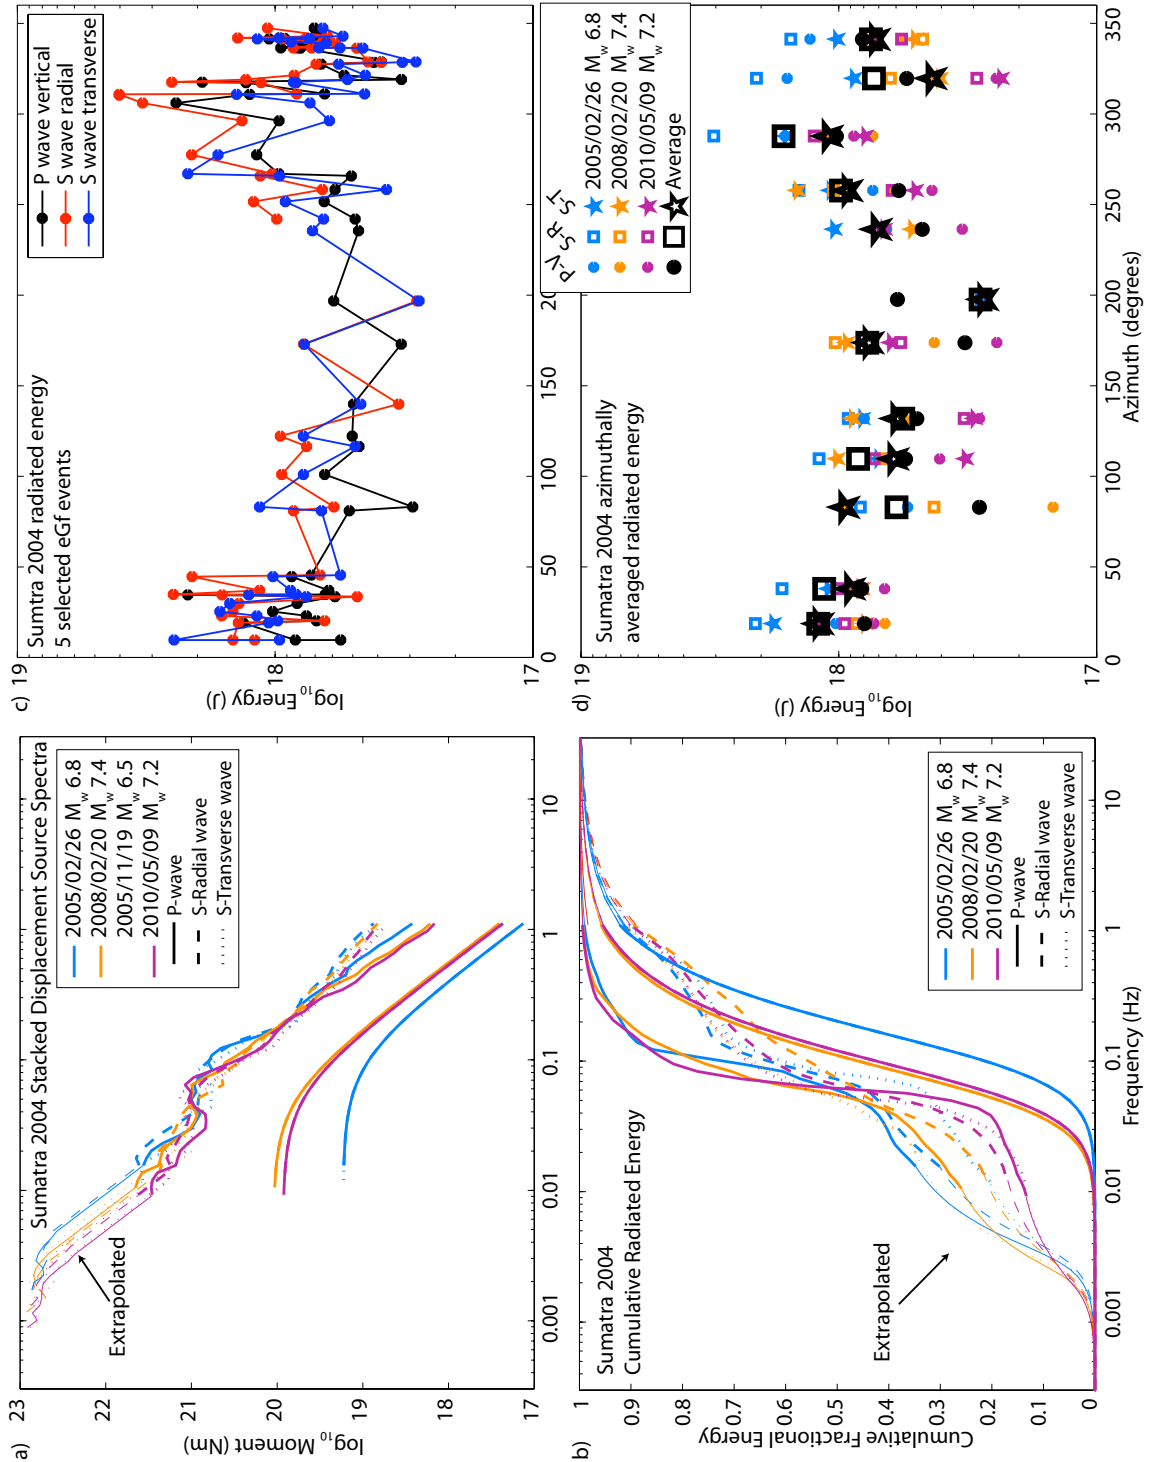 a)
Sumatra 2004 Stacked Displacement Source Spectra
2005/02/26 Mw 6.8
2008/02/20 Mw 7.4
2005/11/19 Mw 6.5
2010/05/09 Mw 7.2
P-wave
S-Radial wave
S-Transverse wave
Extrapolated
log10 Moment (Nm)
23
22
21
20
19
18
17
0.001
0.01
0.1
1
10
b)
Sumatra 2004
Cumulative Radiated Energy
Extrapolated
2005/02/26 Mw 6.8
2008/02/20 Mw 7.4
2010/05/09 Mw 7.2
P-wave
S-Radial wave
S-Transverse wave
Cumulative Fractional Energy
1
0.9
0.8
0.7
0.6
0.5
0.4
0.3
0.2
0.1
0
0.001
0.01
0.1
1
10
Frequency (Hz)
c)
Sumtra 2004 radiated energy
5 selected eGf events
P wave vertical
S wave radial
S wave transverse
log10 Energy (J)
19
18
17
0
50
100
150
200
250
300
350
d)
Sumatra 2004 azimuthally
averaged radiated energy
P-V
S-R
S-T
2005/02/26 Mw 6.8
2008/02/20 Mw 7.4
2010/05/09 Mw 7.2
Average
log10 Energy (J)
19
18
17
0
50
100
150
200
250
300
350
Azimuth (degrees)